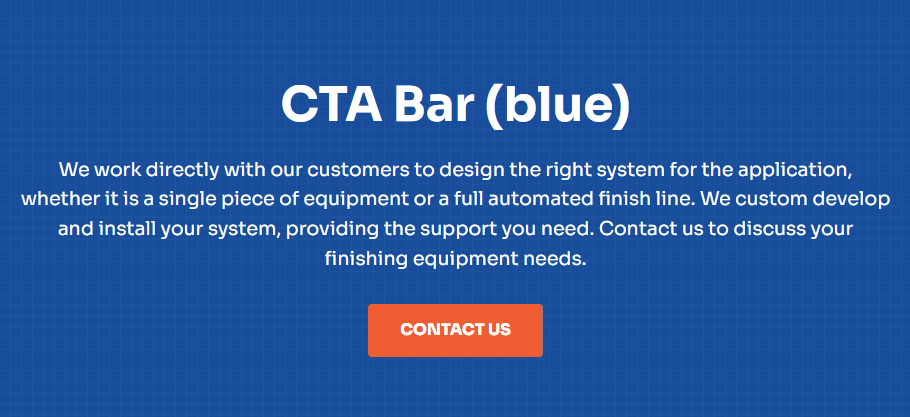 CTA Bar (blue)
We work directly with our customers to design the right system for the application,
whether it is a single piece of equipment or a full automated finish line. We custom develop
and install your system, providing the support you need. Contact us to discuss your
finishing equipment needs.
CONTACT US